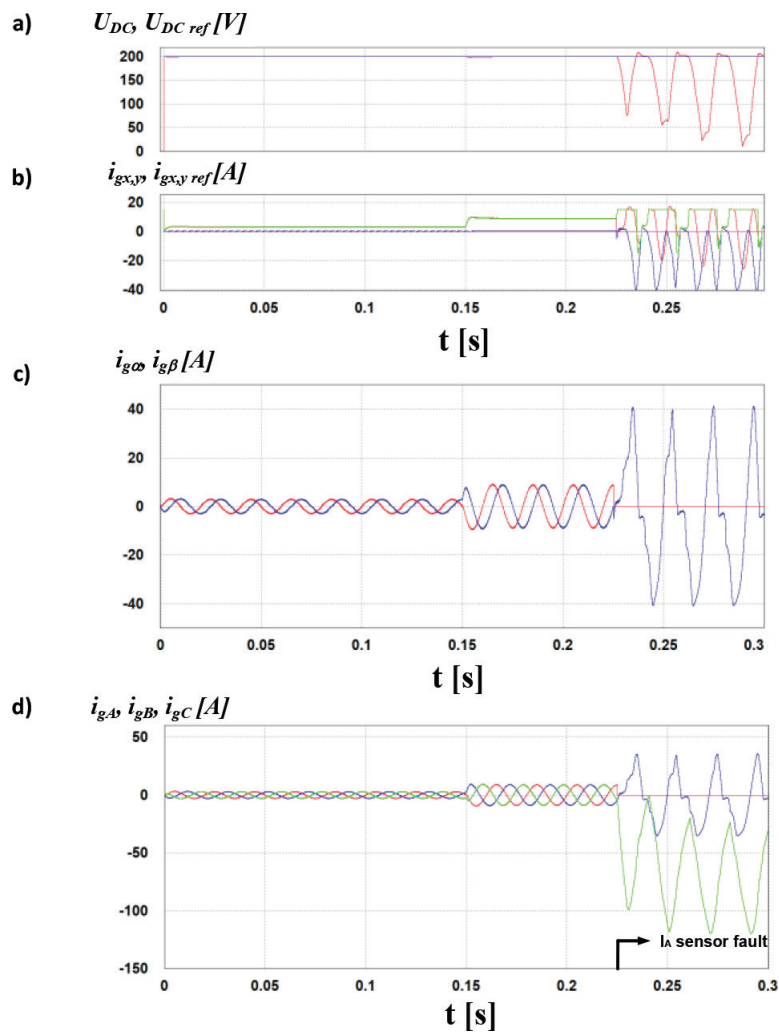 a) U_DC, U_DC ref [V]
200
150
100
50
0
b) i_gx,y, i_gx,y ref [A]
20
0
-20
-40
0 0.05 0.1 0.15 0.2 0.25
t [s]
c) i_gα, i_gβ [A]
40
20
0
-20
-40
0 0.05 0.1 0.15 0.2 0.25 0.3
t [s]
d) i_gA, i_gB, i_gC [A]
50
0
-50
-100
IA sensor fault
-150
0 0.05 0.1 0.15 0.2 0.25 0.3
t [s]